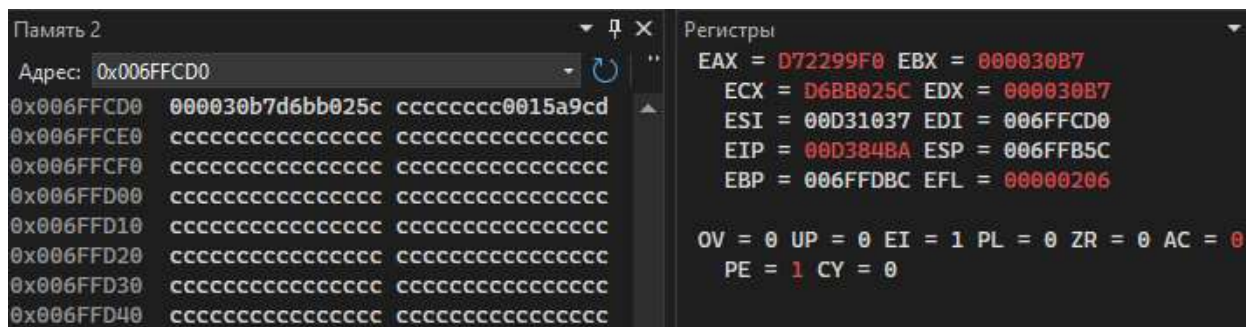 Память 2
Адрес: 0x006FFCD0
0x006FFCD0 000030b7d6bb025c cccccccc0015a9cd
0x006FFCE0 cccccccccccccccc cccccccccccccccc
0x006FFCF0 cccccccccccccccc cccccccccccccccc
0x006FFD00 cccccccccccccccc cccccccccccccccc
0x006FFD10 cccccccccccccccc cccccccccccccccc
0x006FFD20 cccccccccccccccc cccccccccccccccc
0x006FFD30 cccccccccccccccc cccccccccccccccc
0x006FFD40 cccccccccccccccc cccccccccccccccc
Регистры
EAX = D72299F0 EBX = 000030B7
ECX = D6BB025C EDX = 000030B7
ESI = 00D31037 EDI = 006FFCD0
EIP = 00D384BA ESP = 006FFB5C
EBP = 006FFDBC EFL = 00000206
OV = 0 UP = 0 EI = 1 PL = 0 ZR = 0 AC = 0
PE = 1 CY = 0